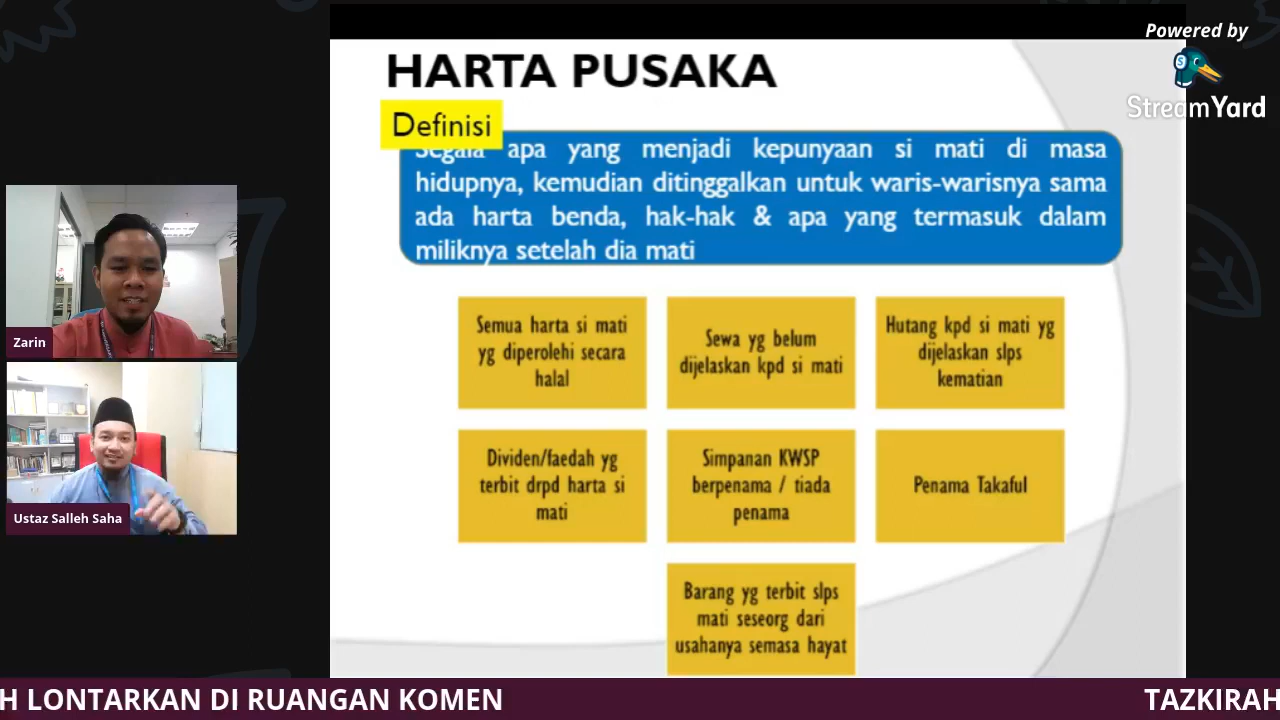 Powered by
StreamYard
HARTA PUSAKA
Definisi
Segala apa yang menjadi kepunyaan si mati di masa
hidupnya, kemudian ditinggalkan untuk waris-warisnya sama
ada harta benda, hak-hak & apa yang termasuk dalam
miliknya setelah dia mati
Semua harta si mati
yg diperolehi secara
halal
Sewa yg belum
dijelaskan kpd si mati
Hutang kpd si mati yg
dijelaskan slps
kematian
Dividen/faedah yg
terbit drpd harta si
mati
Simpanan KWSP
berpenama / tiada
penama
Penama Takaful
Barang yg terbit slps
mati seseorg dari
usahanya semasa hayat
Zarin
Ustaz Salleh Saha
H LONTARKAN DI RUANGAN KOMEN
TAZKIRAH